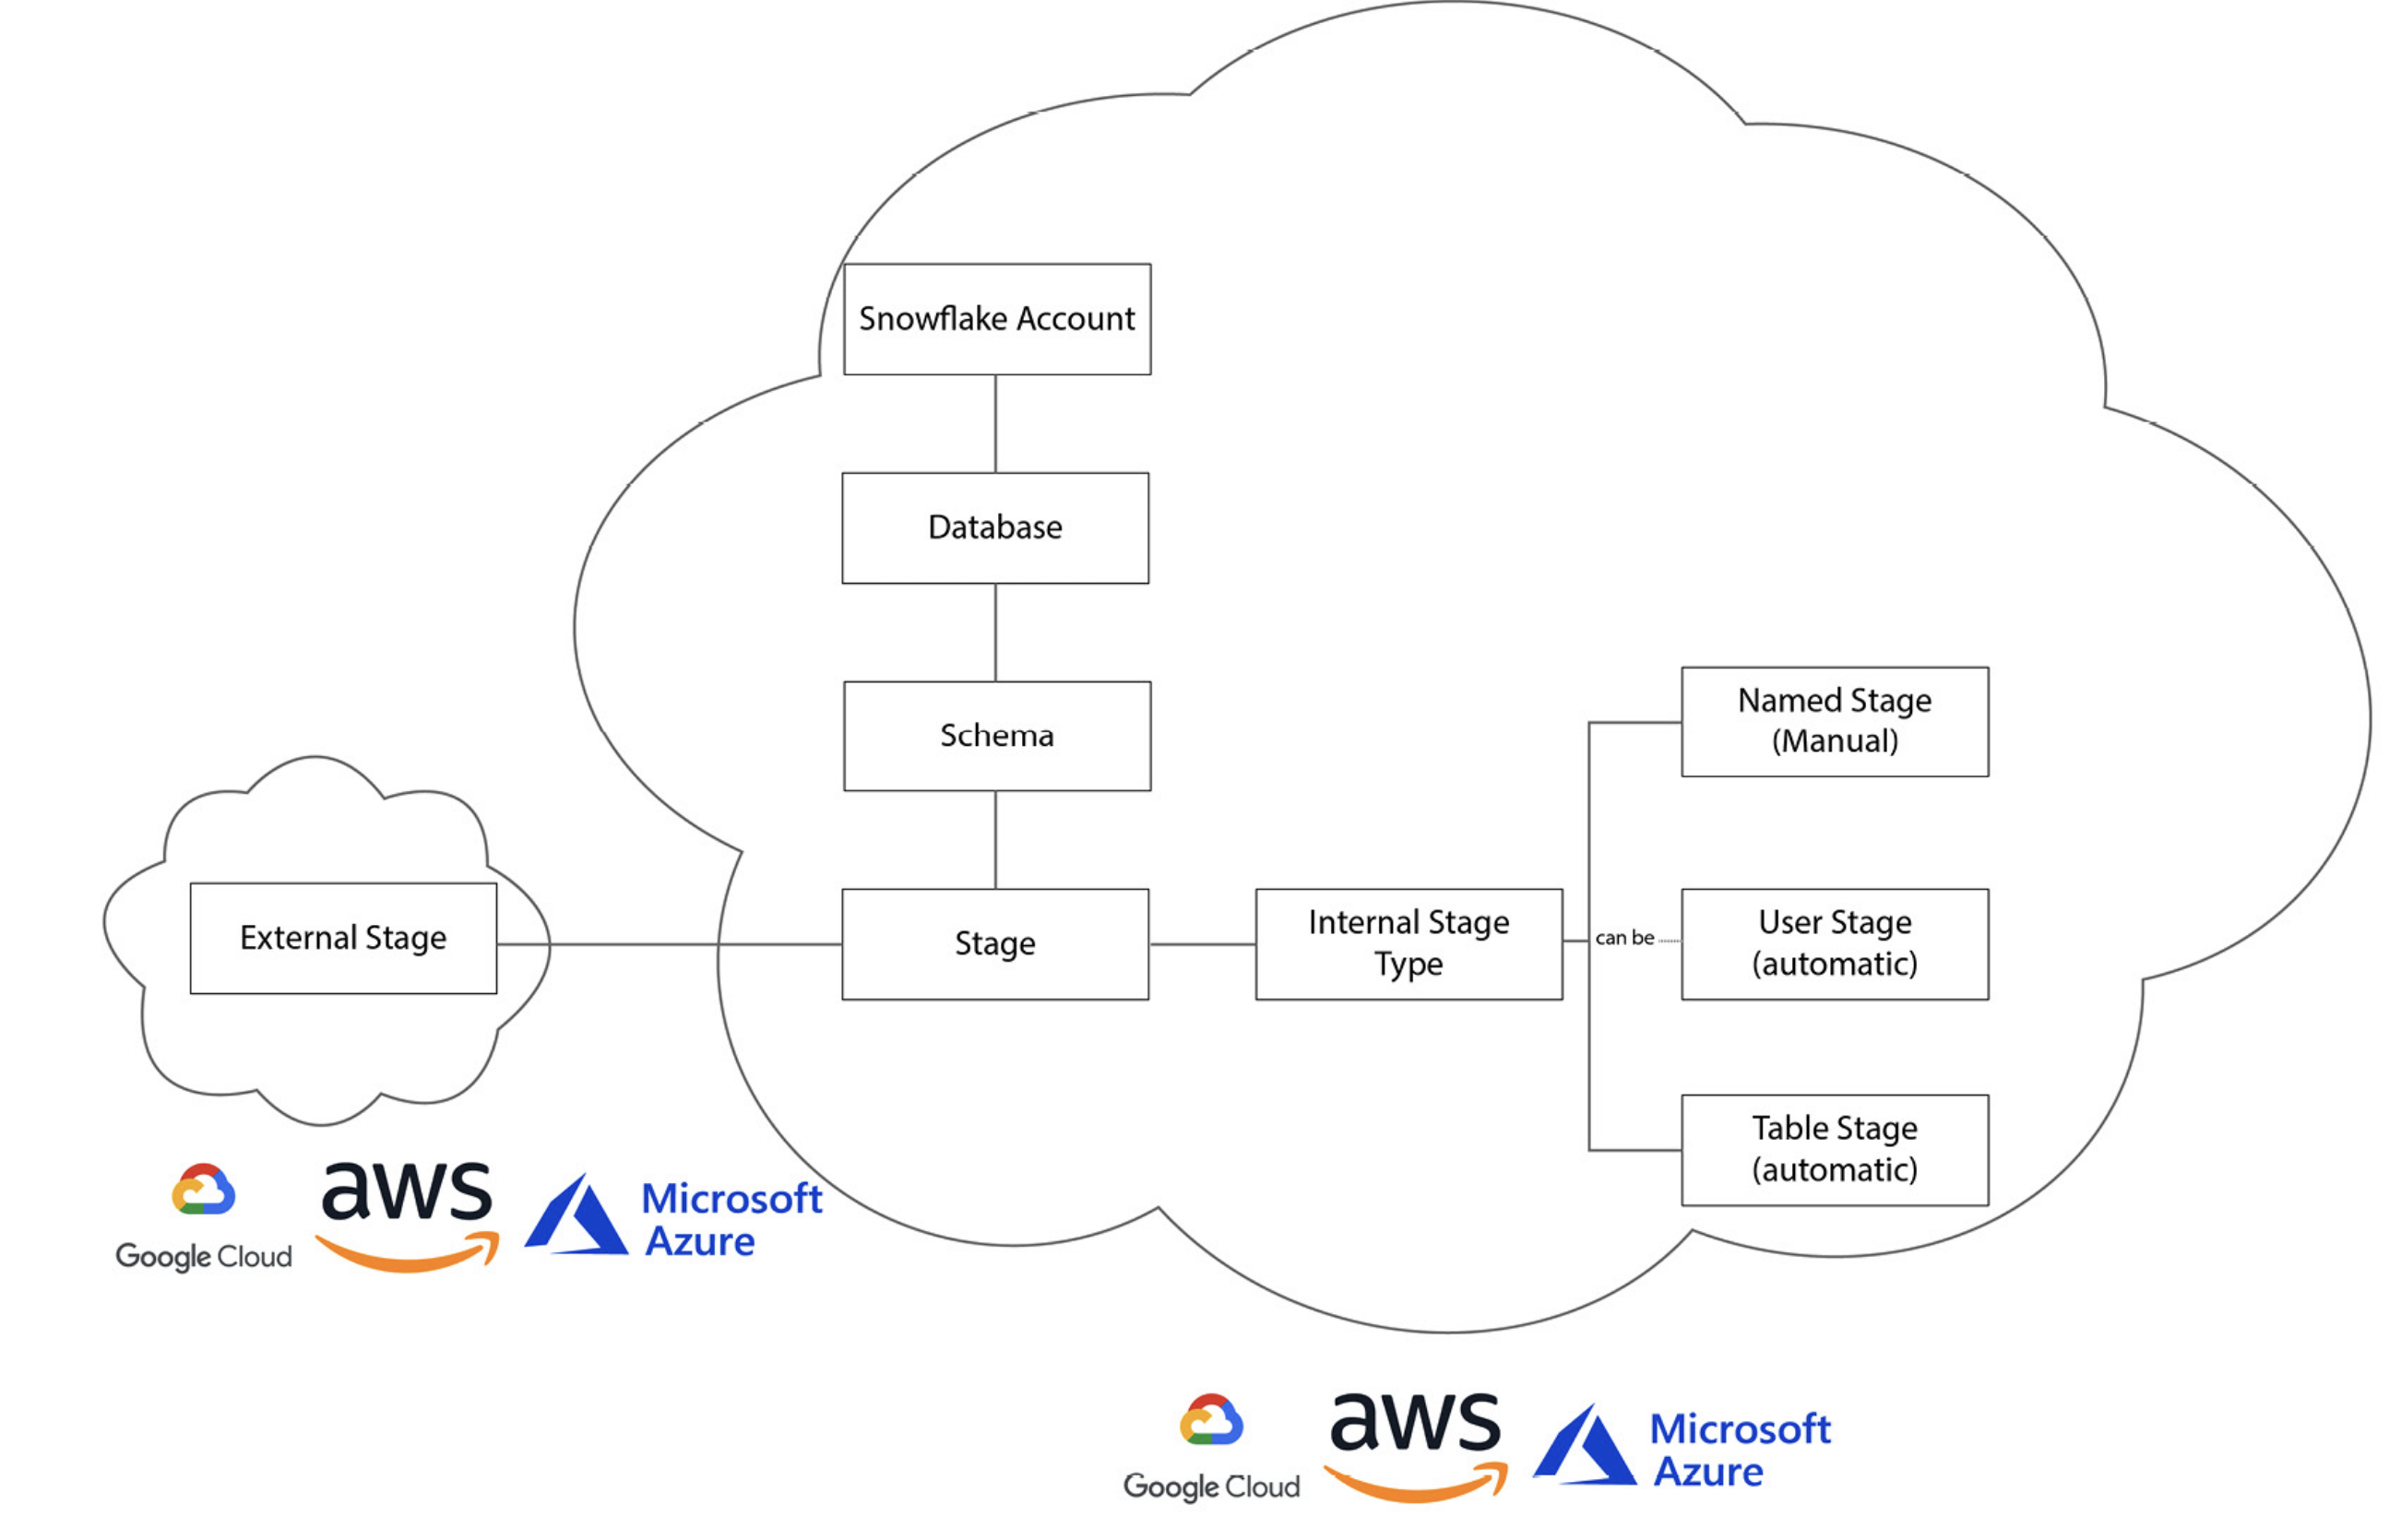 Snowflake Account
Database
Schema
Named Stage
(Manual)
External Stage
Stage
Internal Stage
Type
can be
User Stage
(automatic)
Table Stage
(automatic)
Google Cloud
aws
Microsoft
Azure
Google Cloud
aws
Microsoft
Azure